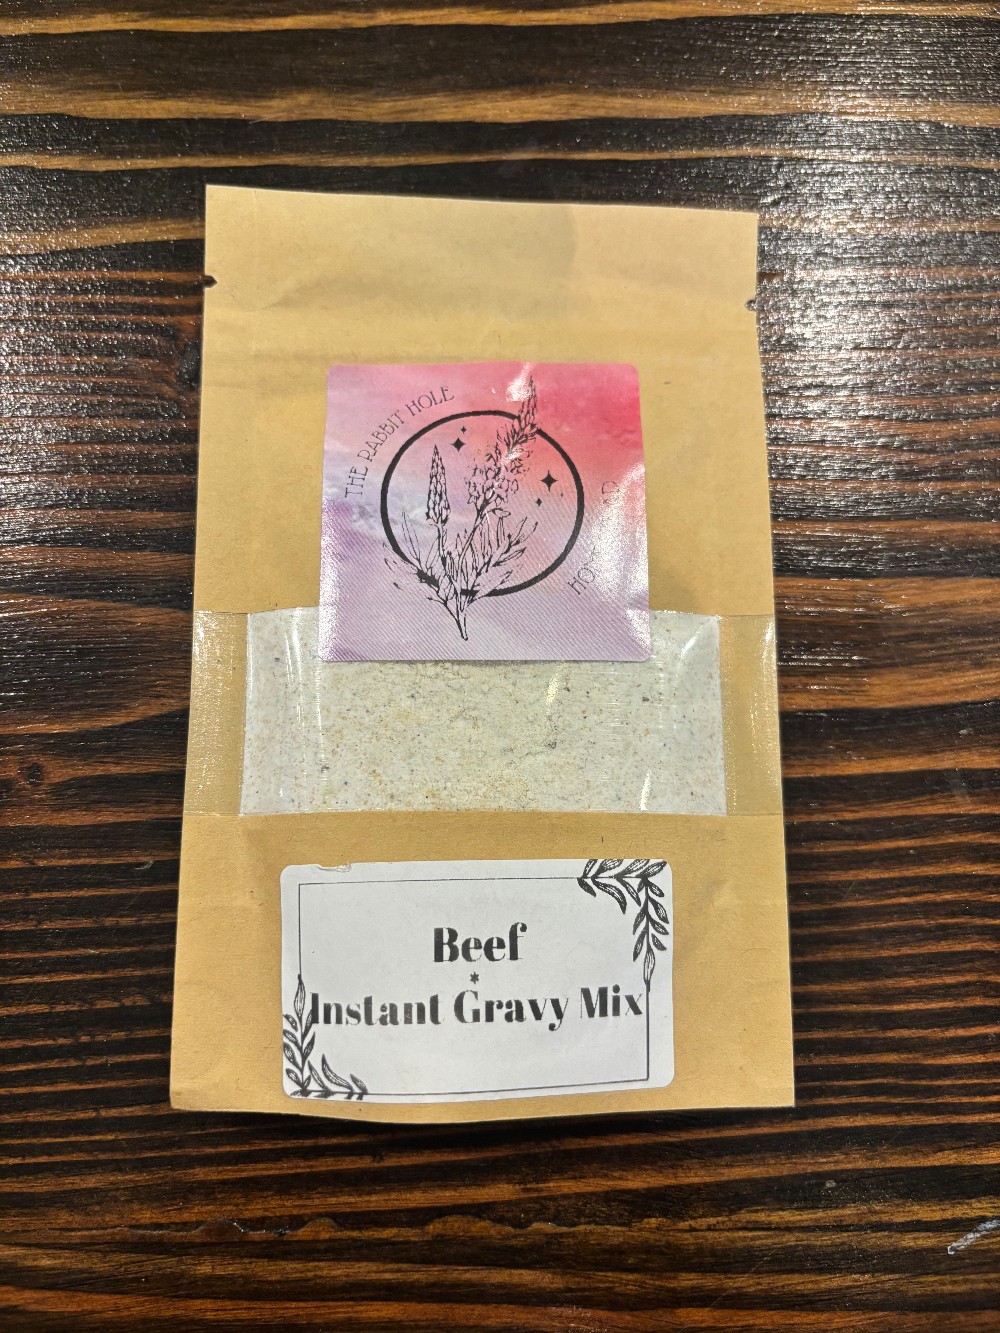 THE RABBIT HOLE
Beef
*
Instant Gravy Mix